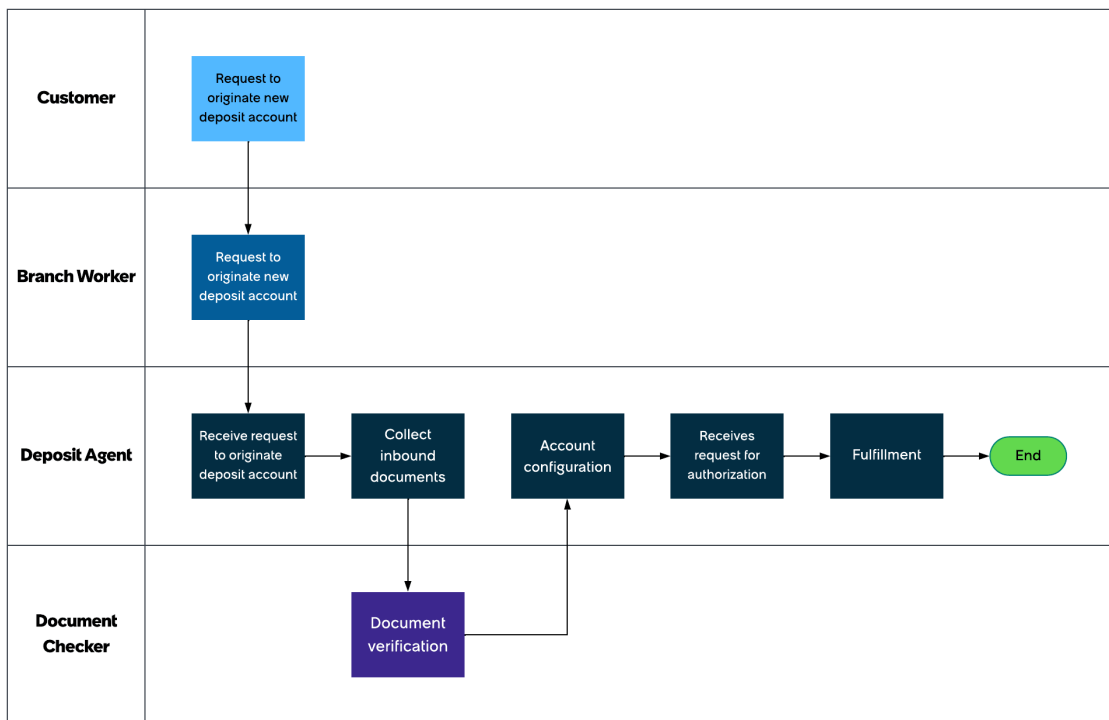 Customer
Request to
originate new
deposit account
Branch Worker
Request to
originate new
deposit account
Deposit Agent
Receive request
to originate
deposit account
Collect
inbound
documents
Account
configuration
Receives
request for
authorization
Fulfillment
End
Document
Checker
Document
verification